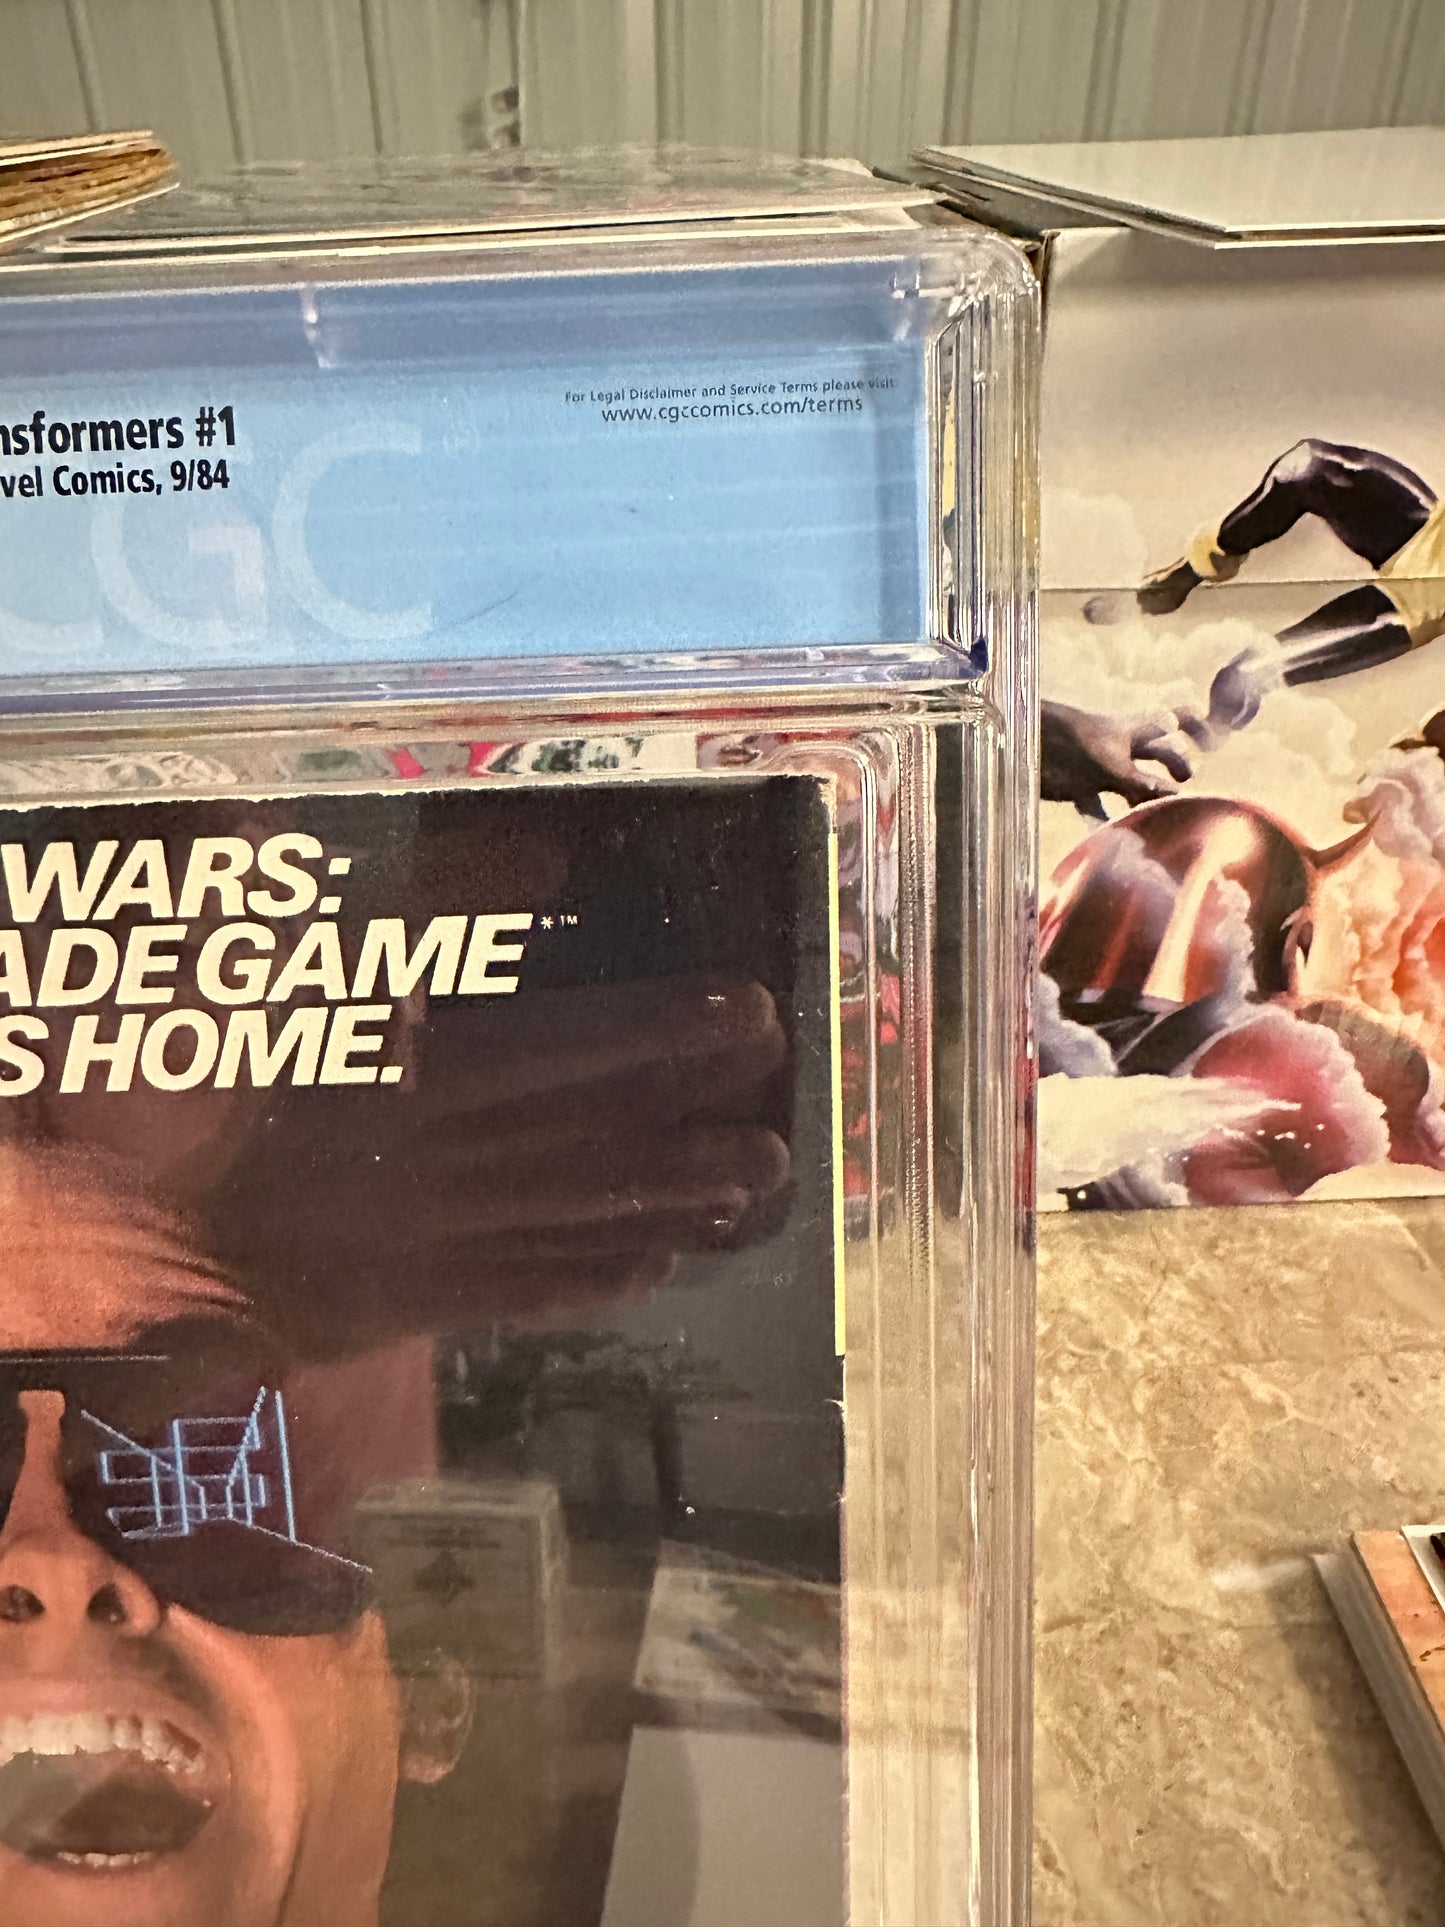 For Legal Disclaimer and Service Terms please visit
www.cgccomics.com/terms
nsformers #1
vel Comics, 9/84
CGC
WARS:
ADE GAME*™
S HOME.